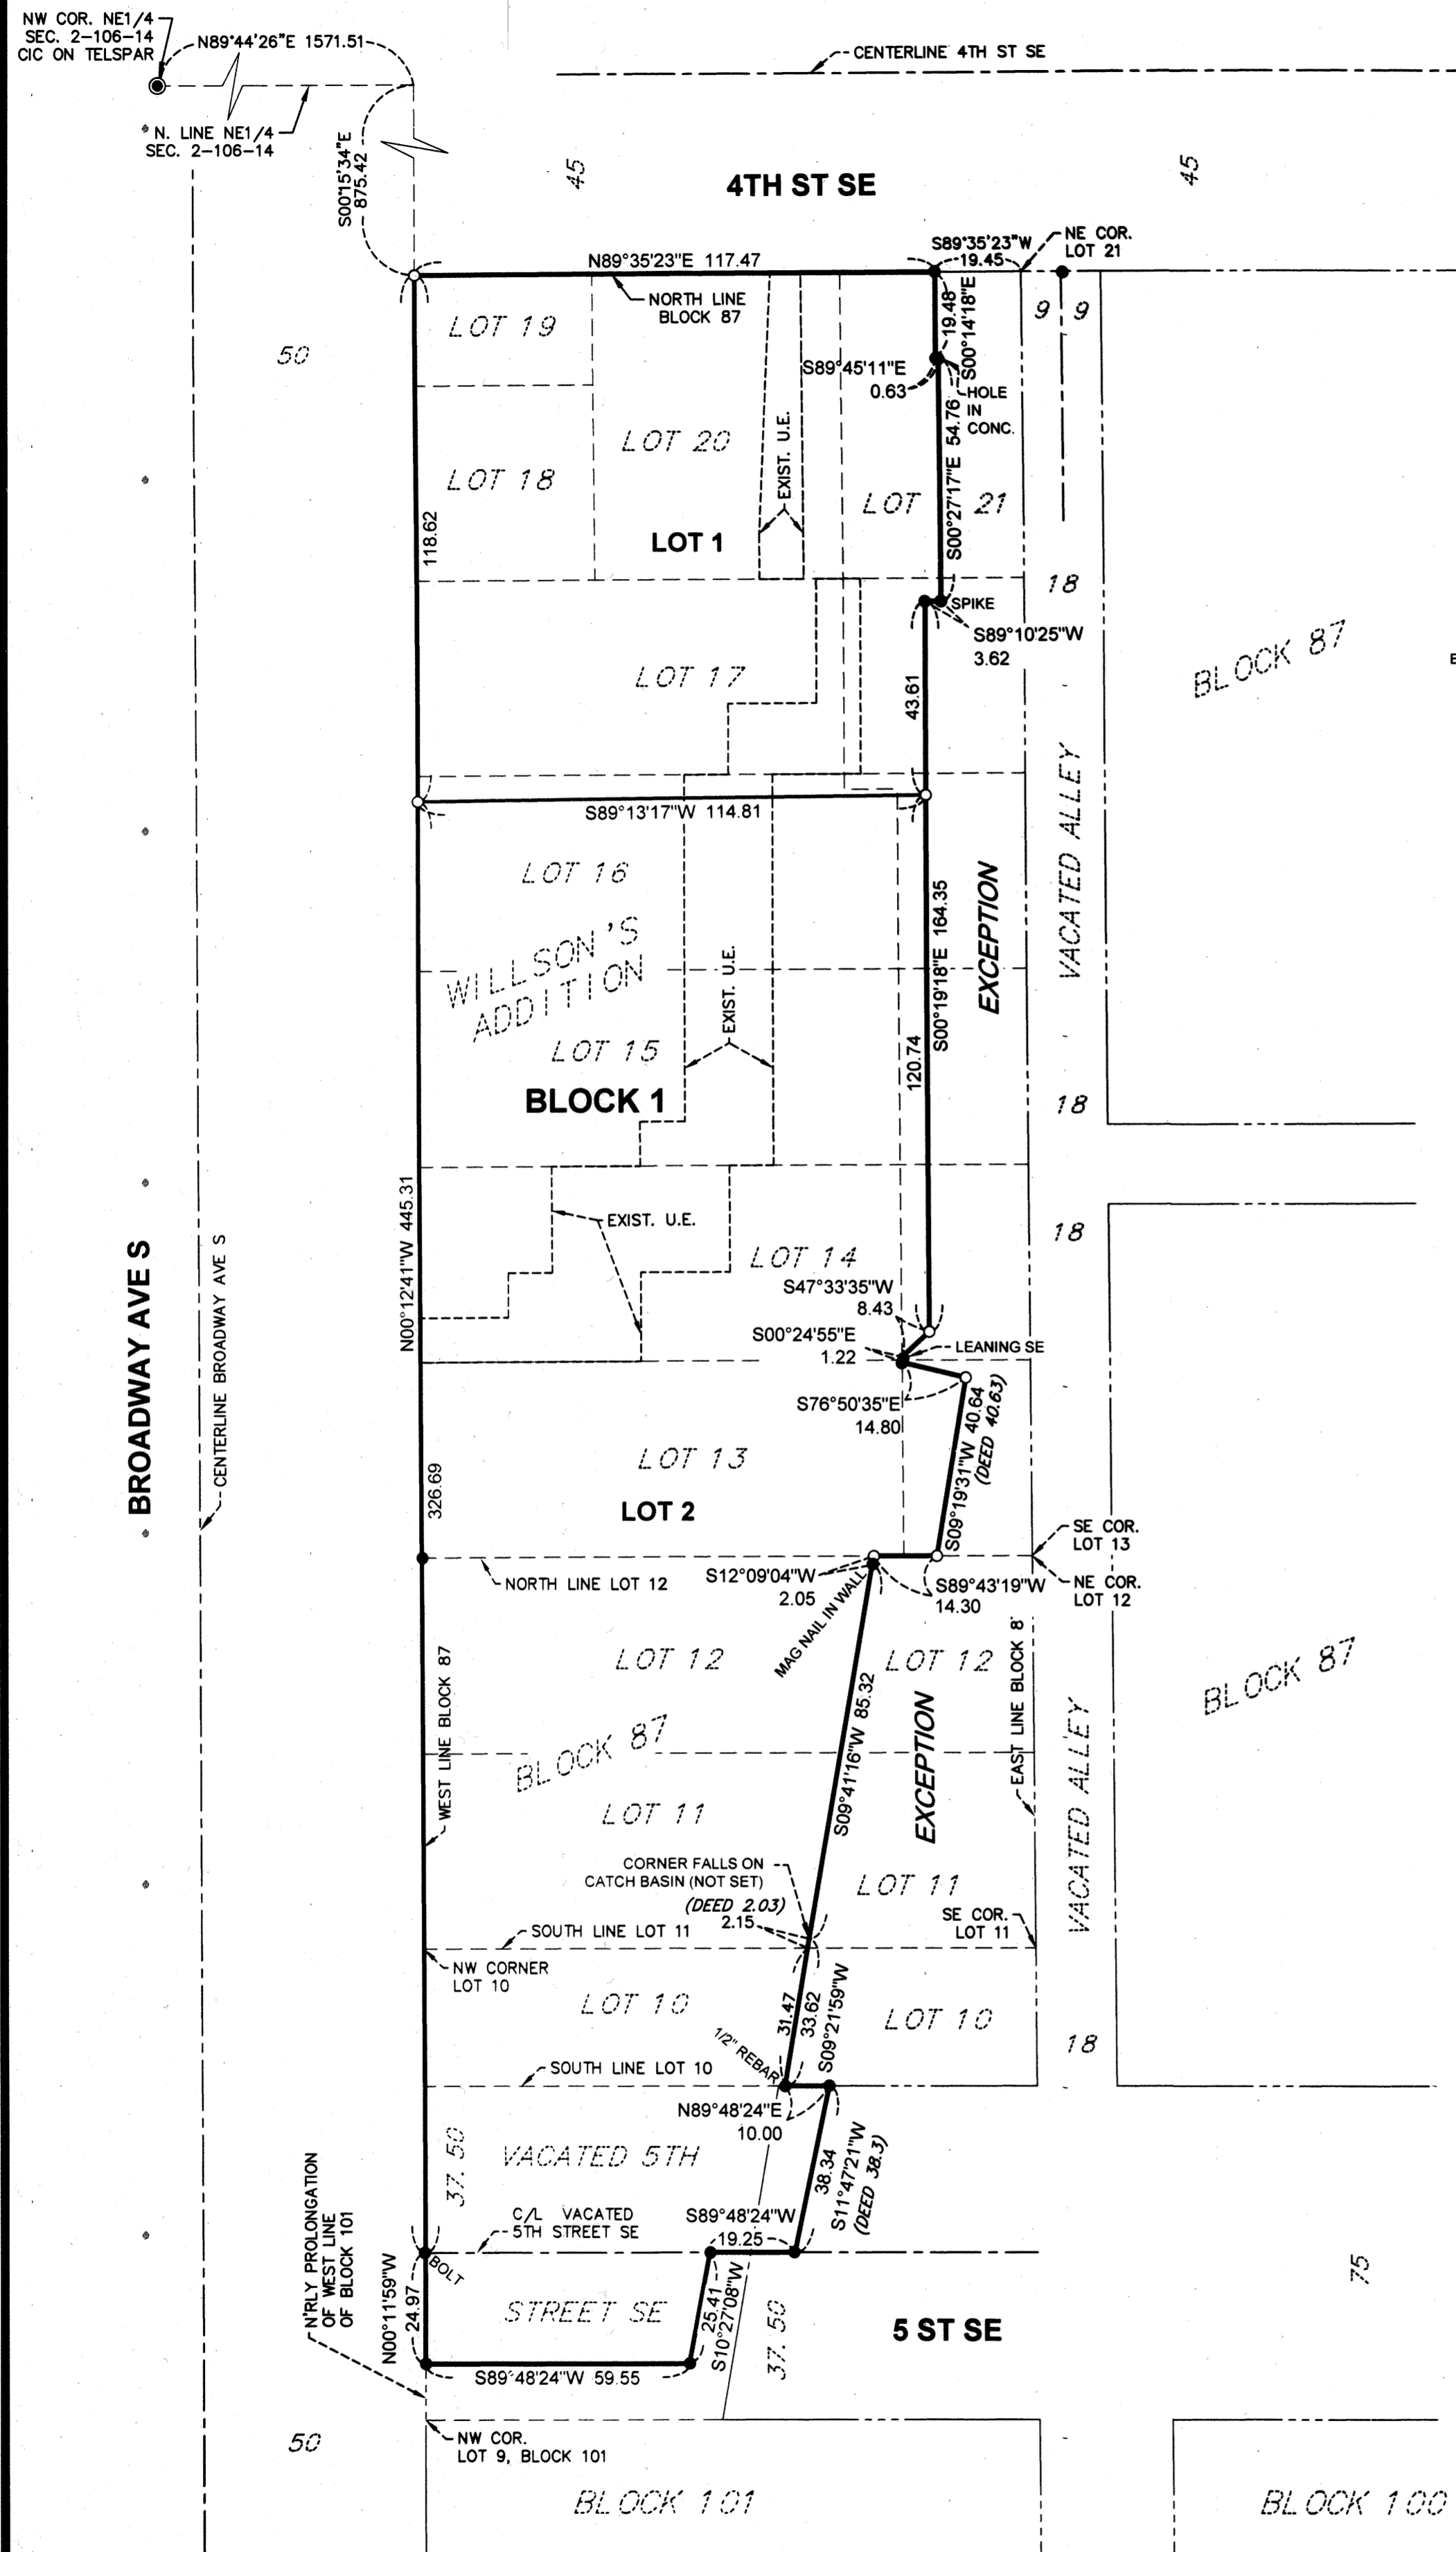 NW COR. NE1/4
SEC. 2-106-14
CIC ON TELSPAR
N89°44'26"E 1571.51
CENTERLINE 4TH ST SE
N. LINE NE1/4
SEC. 2-106-14
S00°15'34"E
875.42
45
45
4TH ST SE
N89°35'23"E 117.47
S89°35'23"W
19.45
NE COR.
LOT 21
NORTH LINE
BLOCK 87
LOT 19
50
19.48
S00°14'18"E
9
9
S89°45'11"E
0.63
HOLE
IN
CONC.
LOT 20
EXIST. U.E.
LOT 18
LOT 21
S00°27'17"E 54.76
118.62
LOT 1
18
SPIKE
S89°10'25"W
3.62
BLOCK 87
LOT 17
43.61
S89°13'17"W 114.81
VACATED ALLEY
LOT 16
WILLSON'S
ADDITION
EXCEPTION
S00°19'18"E 164.35
EXIST. U.E.
LOT 15
120.74
BLOCK 1
18
N00°12'41"W 445.31
EXIST. U.E.
18
LOT 14
BROADWAY AVE S
CENTERLINE BROADWAY AVE S
S47°33'35"W
8.43
S00°24'55"E
1.22
LEANING SE
S76°50'35"E
14.80
S09°19'31"W 40.64
(DEED 40.63)
LOT 13
326.69
LOT 2
SE COR.
LOT 13
NORTH LINE LOT 12
S12°09'04"W
2.05
MAG NAIL IN WALL
S89°43'19"W
14.30
NE COR.
LOT 12
LOT 12
LOT 12
EAST LINE BLOCK 8
WEST LINE BLOCK 87
S09°41'16"W 85.32
BLOCK 87
EXCEPTION
BLOCK 87
VACATED ALLEY
LOT 11
CORNER FALLS ON
CATCH BASIN (NOT SET)
(DEED 2.03)
2.15
LOT 11
SOUTH LINE LOT 11
SE COR.
LOT 11
NW CORNER
LOT 10
LOT 10
31.47
33.62
S09°21'59"W
LOT 10
18
1/2" REBAR
SOUTH LINE LOT 10
N89°48'24"E
10.00
37.50
VACATED 5TH
38.34
S11°47'21"W
(DEED 38.3)
N'RLY PROLONGATION
OF WEST LINE
OF BLOCK 101
C/L VACATED
5TH STREET SE
S89°48'24"W
19.25
BOLT
N00°11'59"W
24.97
STREET SE
25.41
S10°27'08"W
37.50
5 ST SE
75
S89°48'24"W 59.55
50
NW COR.
LOT 9, BLOCK 101
BLOCK 101
BLOCK 100